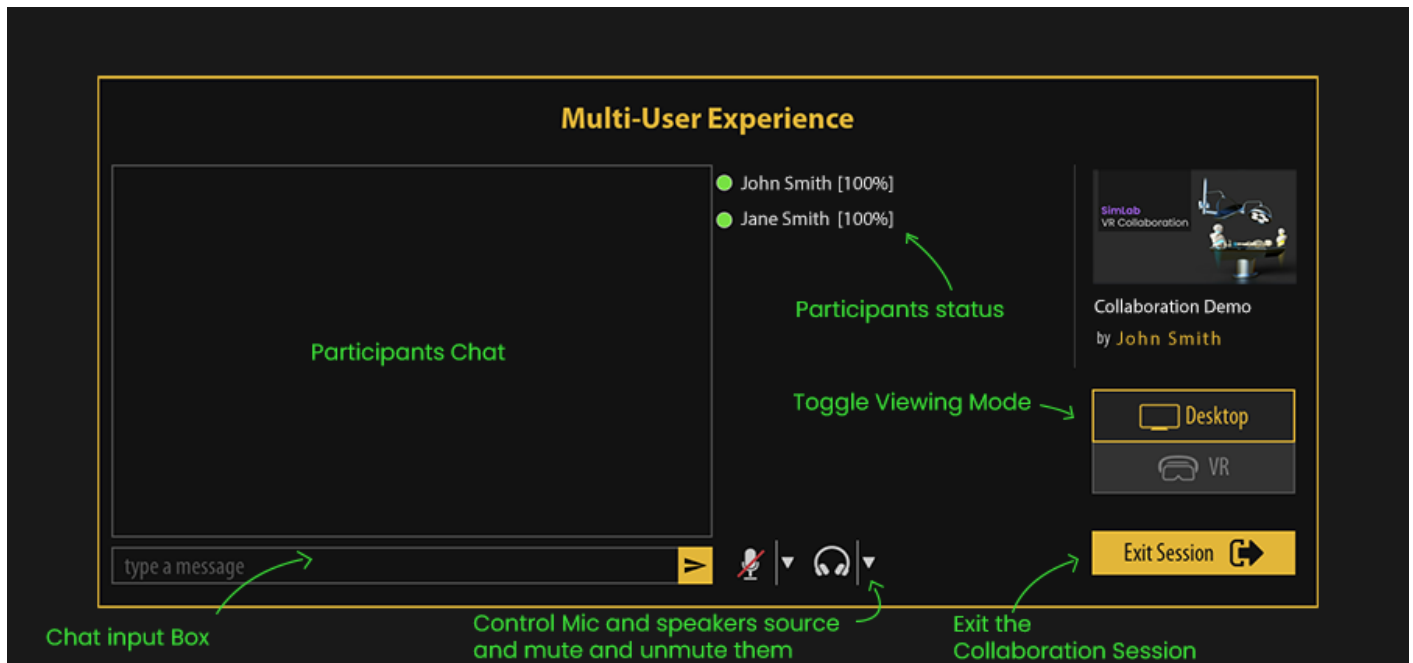 Multi-User Experience
John Smith [100%]
Jane Smith [100%]
SimLab
VR Collaboration
Participants status
Collaboration Demo
by John Smith
Participants Chat
Toggle Viewing Mode
Desktop
VR
type a message
Exit Session
Chat input Box
Control Mic and speakers source
and mute and unmute them
Exit the
Collaboration Session